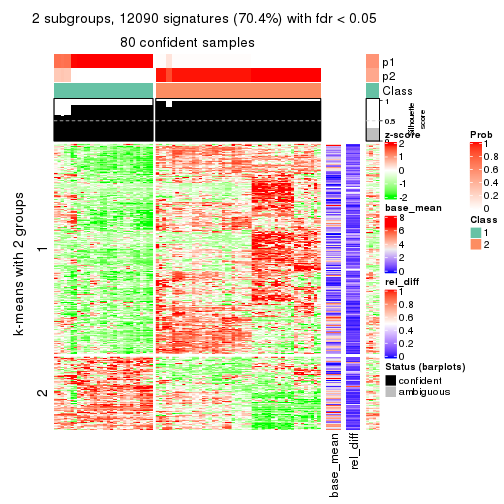 2 subgroups, 12090 signatures (70.4%) with fdr < 0.05
80 confident samples
p1
p2
Class
1
0.5
0
Silhouette
score
k-means with 2 groups
1
2
base_mean
rel_diff
z-score
2
1
0
-1
-2
base_mean
8
6
4
2
0
rel_diff
1
0.8
0.6
0.4
0.2
0
Status (barplots)
confident
ambiguous
Prob
1
0.8
0.6
0.4
0.2
0
Class
1
2